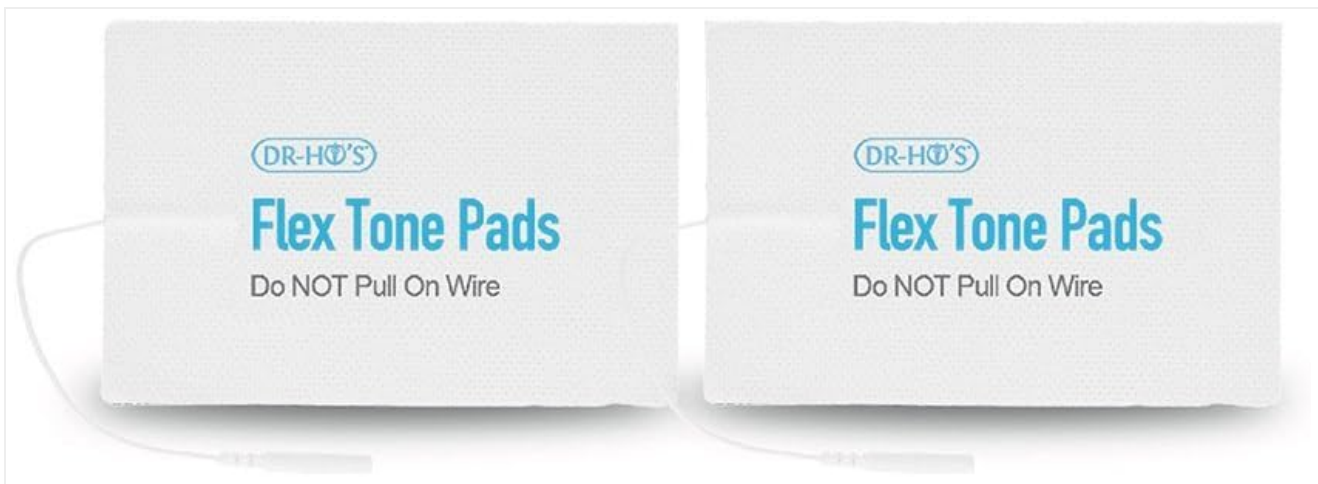 DR-HO'S
Flex Tone Pads
Do NOT Pull On Wire
DR-HO'S
Flex Tone Pads
Do NOT Pull On Wire